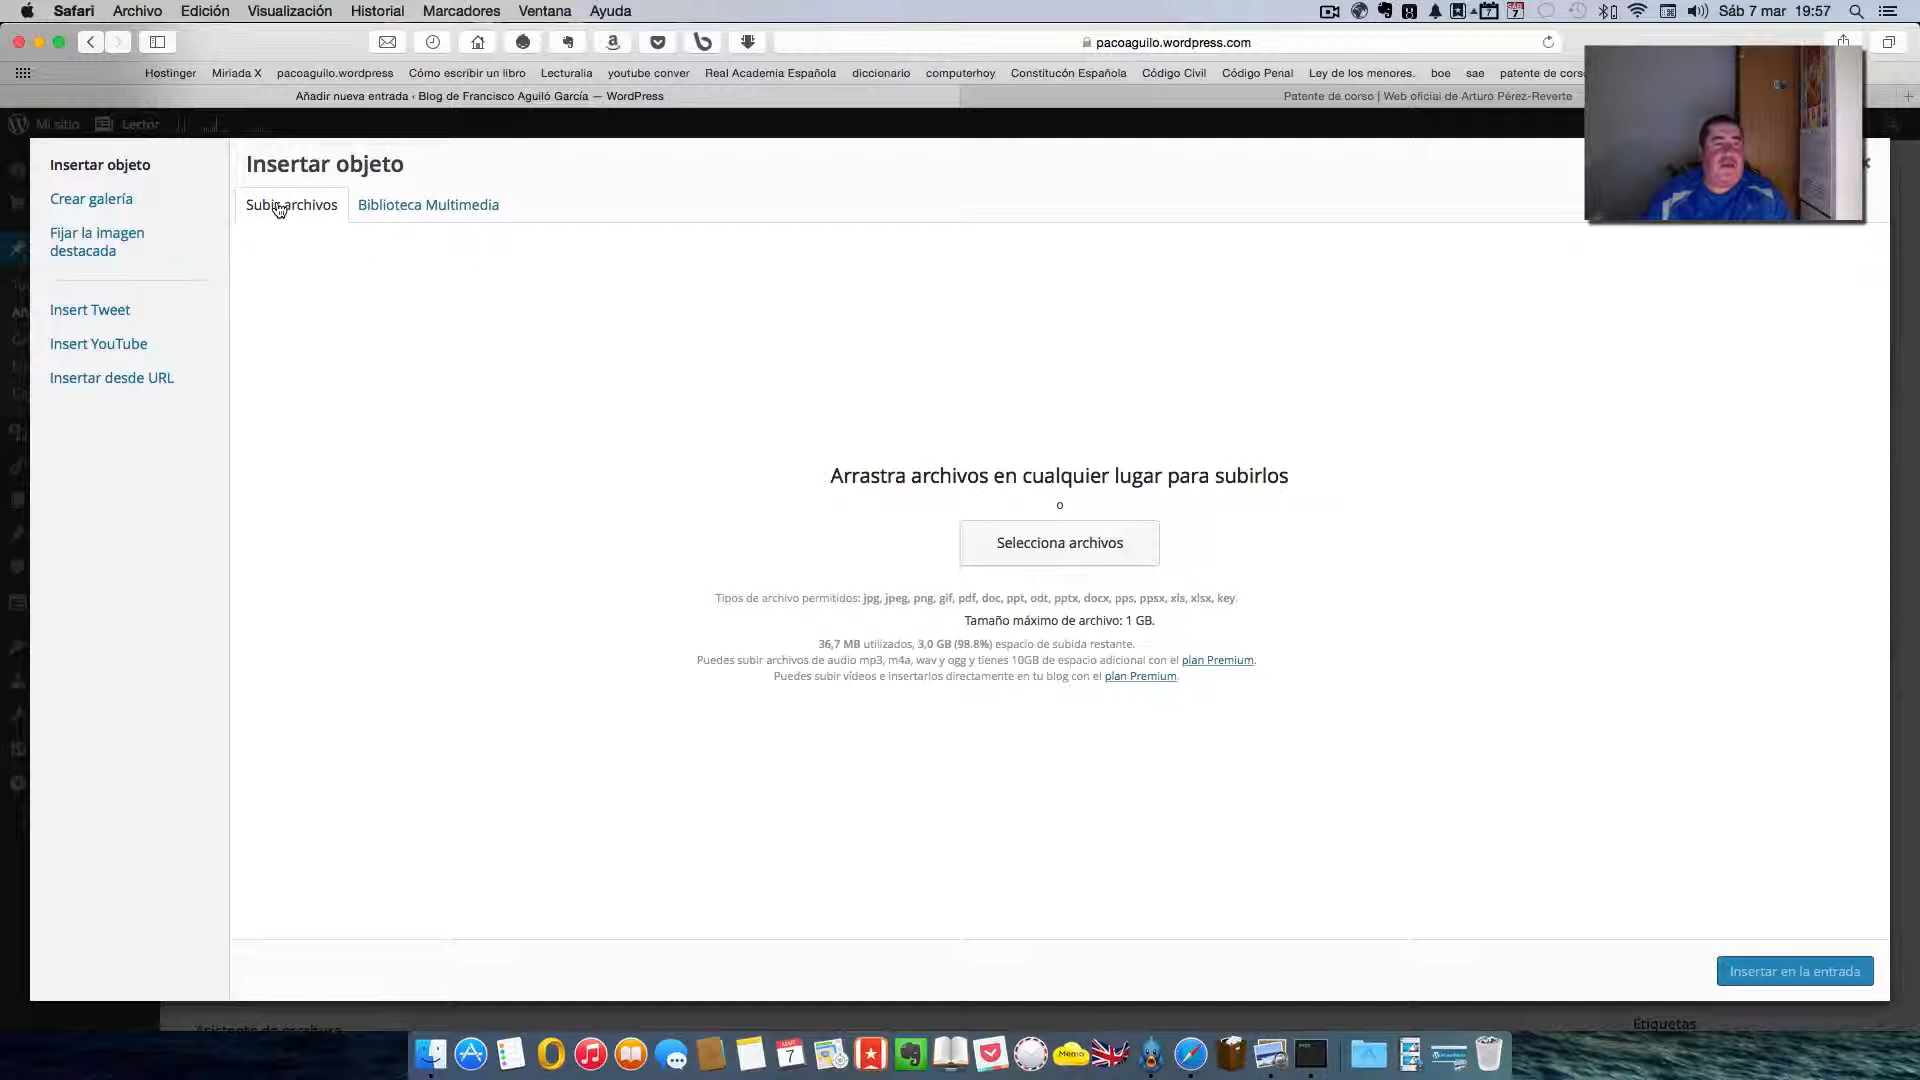 Safari Archivo Edición Visualización Historial Marcadores Ventana Ayuda Sáb 7 mar 19:57
pacoaguilo.wordpress.com
Hostinger Miriada X pacoaguilo.wordpress Cómo escribir un libro Lecturalia youtube conver Real Academia Española diccionario computerhoy Constitucón Española Código Civil Código Penal Ley de los menores. boe sae patente de corso
Añadir nueva entrada ‹ Blog de Francisco Aguiló García — WordPress Patente de corso | Web oficial de Arturo Pérez-Reverte
Mi sitio Lector
Insertar objeto
Crear galería
Fijar la imagen
destacada
Insert Tweet
Insert YouTube
Insertar desde URL
Insertar objeto
Subir archivos Biblioteca Multimedia
Arrastra archivos en cualquier lugar para subirlos
o
Selecciona archivos
Tipos de archivo permitidos: jpg, jpeg, png, gif, pdf, doc, ppt, odt, pptx, docx, pps, ppsx, xls, xlsx, key.
Tamaño máximo de archivo: 1 GB.
36,7 MB utilizados, 3,0 GB (98.8%) espacio de subida restante.
Puedes subir archivos de audio mp3, m4a, wav y ogg y tienes 10GB de espacio adicional con el plan Premium.
Puedes subir vídeos e insertarlos directamente en tu blog con el plan Premium.
Insertar en la entrada
Asistente de escritura Etiquetas